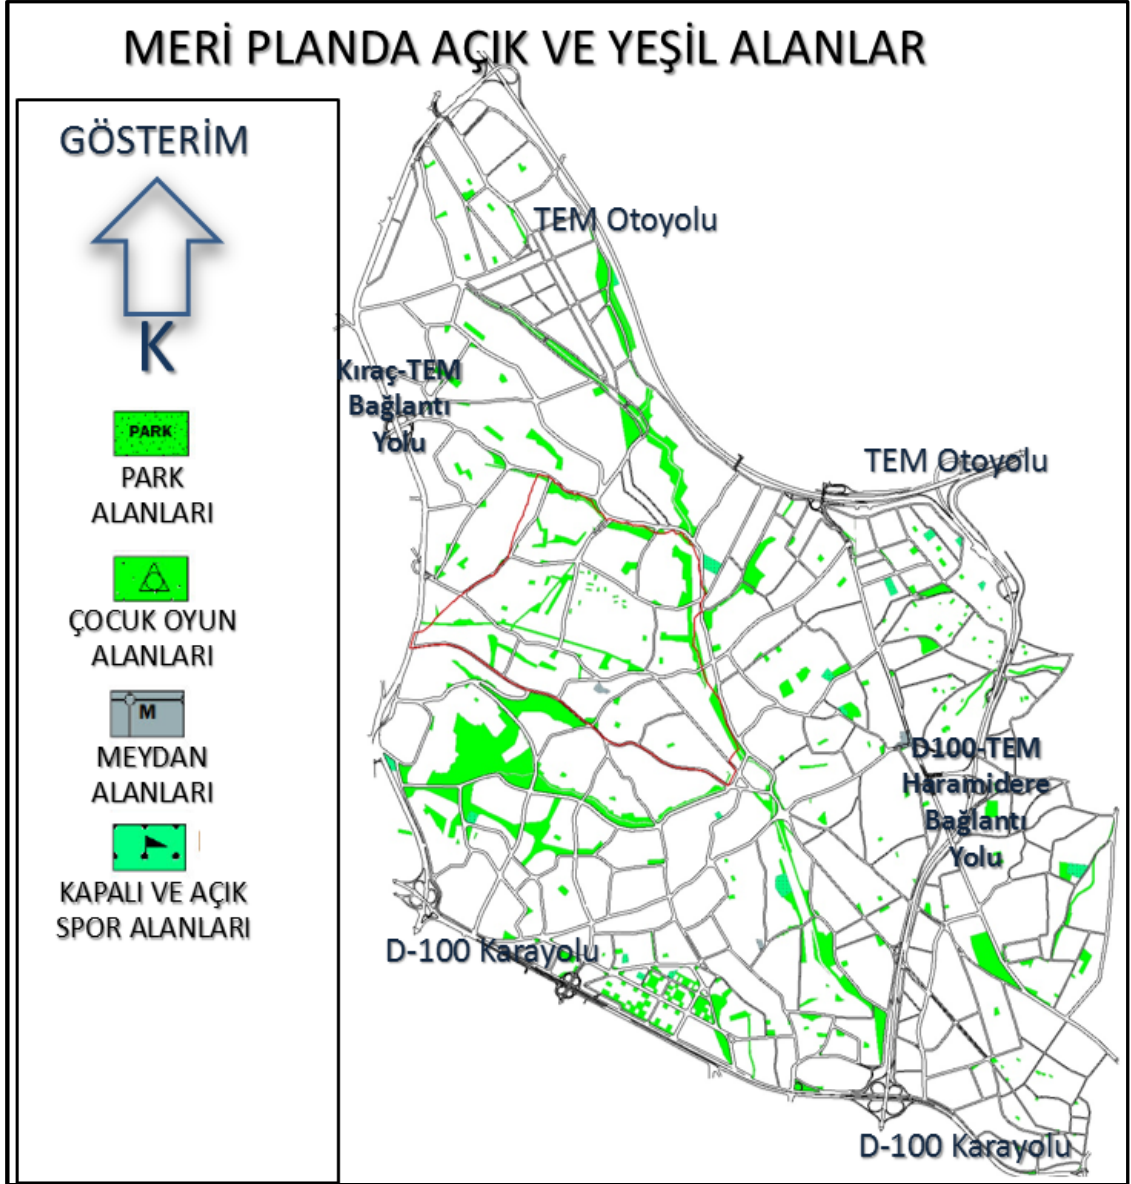 MERİ PLANDA AÇIK VE YEŞİL ALANLAR
GÖSTERİM
K
PARK
PARK
ALANLARI
ÇOCUK OYUN
ALANLARI
M
MEYDAN
ALANLARI
KAPALI VE AÇIK
SPOR ALANLARI
TEM Otoyolu
Kıraç-TEM
Bağlantı
Yolu
TEM Otoyolu
D100-TEM
Haramidere
Bağlantı
Yolu
D-100 Karayolu
D-100 Karayolu